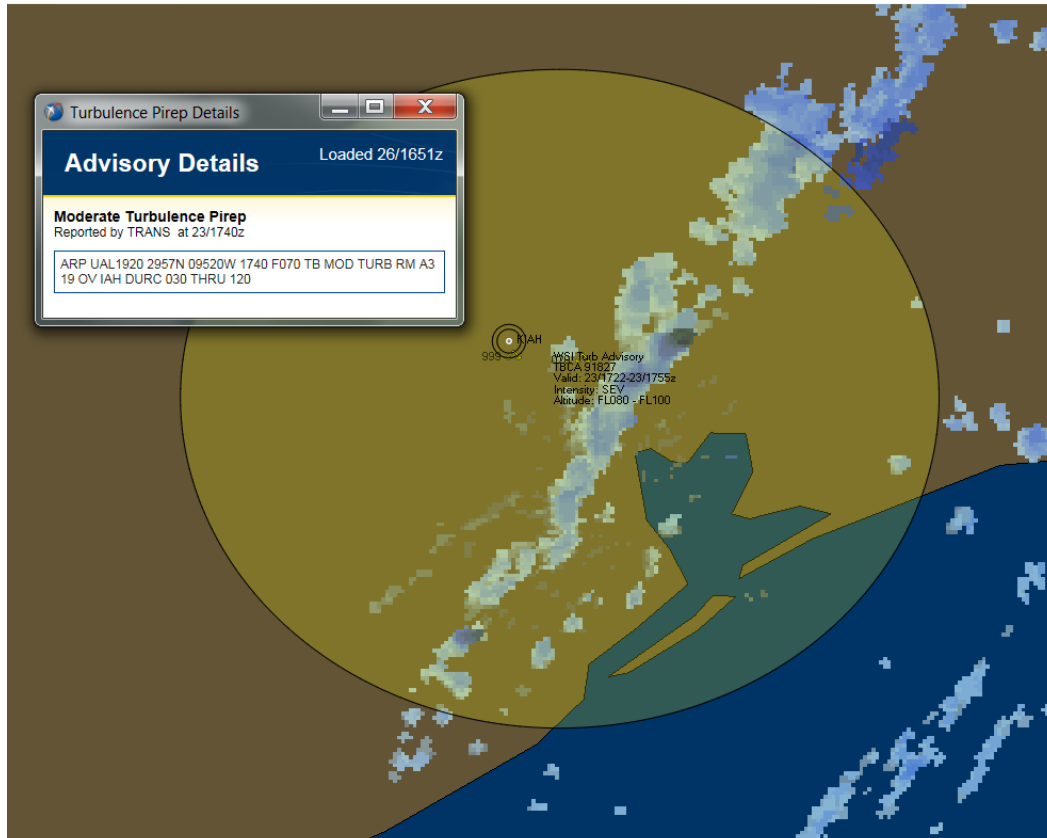 Turbulence Pirep Details
Advisory Details
Loaded 26/1651z
Moderate Turbulence Pirep
Reported by TRANS at 23/1740z
ARP UAL1920 2957N 09520W 1740 F070 TB MOD TURB RM A3
19 OV IAH DURC 030 THRU 120
KIAH
999
WSI Turb Advisory
TBCA 91827
Valid: 23/1722-23/1755z
Intensity: SEV
Altitude: FL080 - FL100